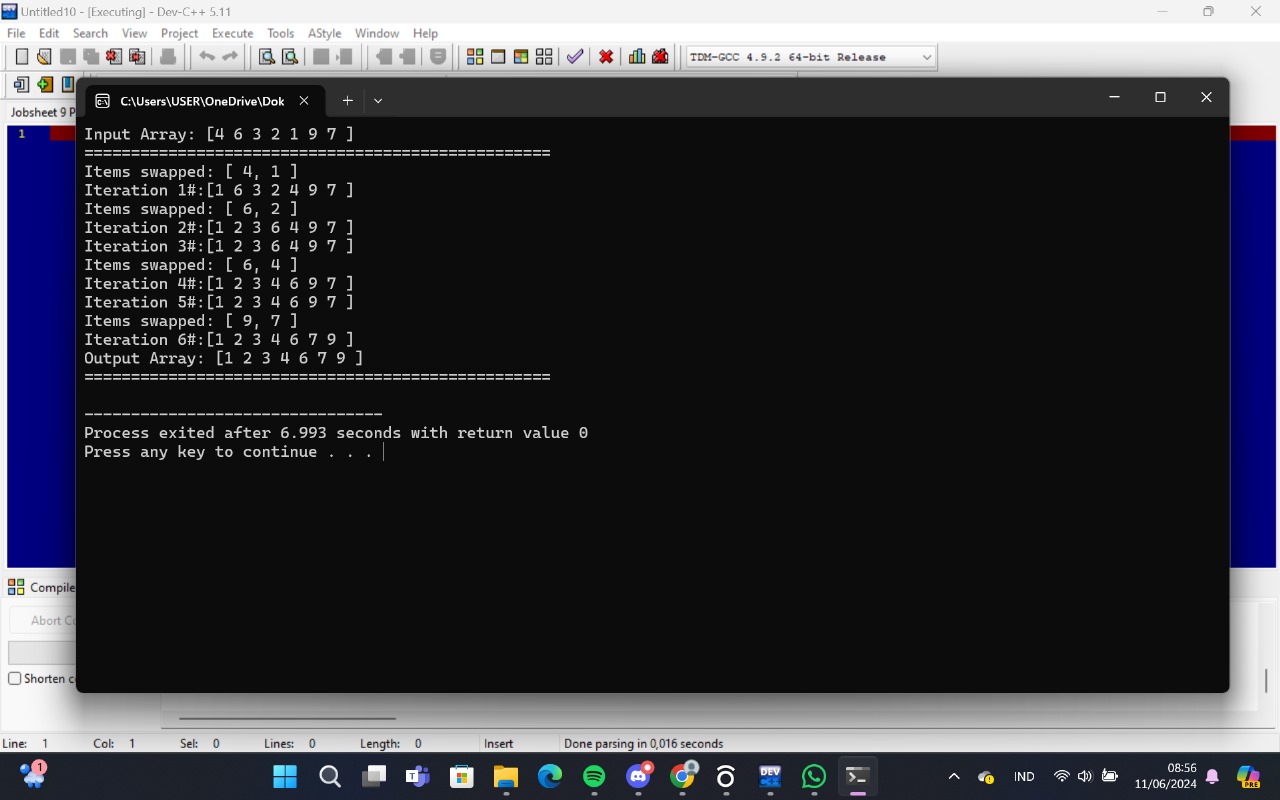 Untitled10 - [Executing] - Dev-C++ 5.11
File Edit Search View Project Execute Tools AStyle Window Help
TDM-GCC 4.9.2 64-bit Release
C:\Users\USER\OneDrive\Dok
Jobsheet 9 P
1
Input Array: [4 6 3 2 1 9 7 ]
==================================================
Items swapped: [ 4, 1 ]
Iteration 1#:[1 6 3 2 4 9 7 ]
Items swapped: [ 6, 2 ]
Iteration 2#:[1 2 3 6 4 9 7 ]
Iteration 3#:[1 2 3 6 4 9 7 ]
Items swapped: [ 6, 4 ]
Iteration 4#:[1 2 3 4 6 9 7 ]
Iteration 5#:[1 2 3 4 6 9 7 ]
Items swapped: [ 9, 7 ]
Iteration 6#:[1 2 3 4 6 7 9 ]
Output Array: [1 2 3 4 6 7 9 ]
==================================================
--------------------------------
Process exited after 6.993 seconds with return value 0
Press any key to continue . . .
Compile
Abort Co
Shorten c
Line: 1 Col: 1 Sel: 0 Lines: 0 Length: 0 Insert Done parsing in 0,016 seconds
1
DEV
IND
08:56
11/06/2024
PRE